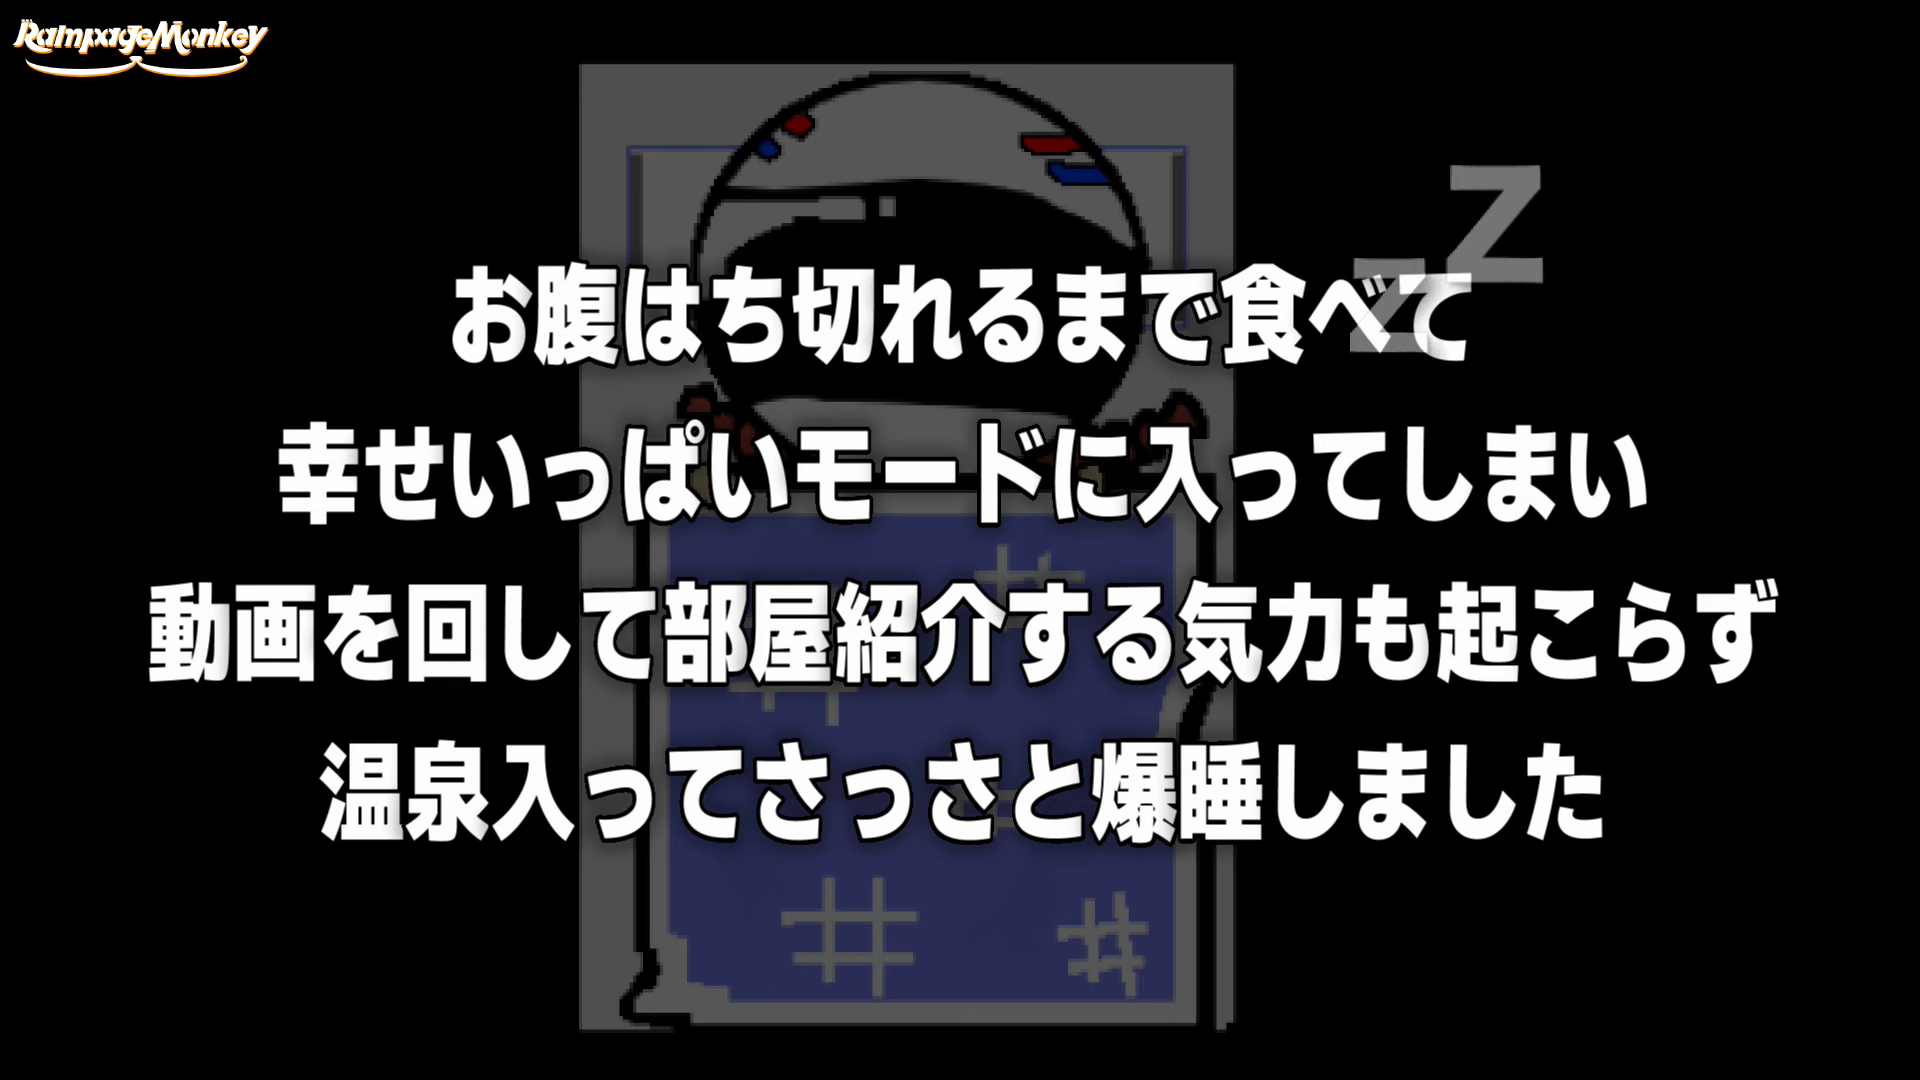 RampageMonkey
Z
Z
お腹はち切れるまで食べて
幸せいっぱいモードに入ってしまい
動画を回して部屋紹介する気力も起こらず
温泉入ってさっさと爆睡しました